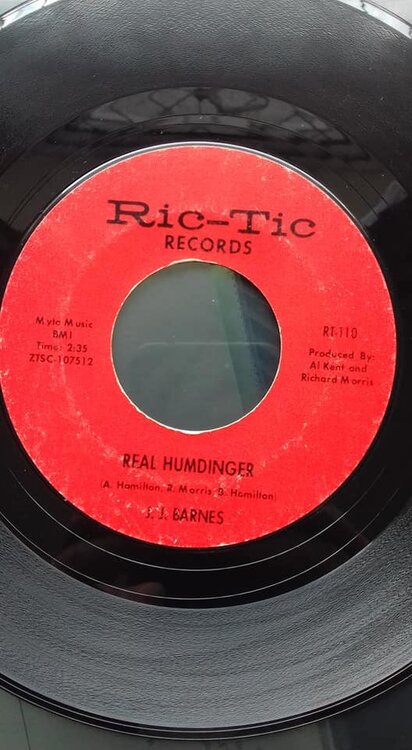 Ric-Tic
RECORDS
Myto Music
BMI
Time: 2:35
ZTSC-107512
RT-110
Produced By:
Al Kent and
Richard Morris
REAL HUMDINGER
(A. Hamilton, R. Morris, B. Hamilton)
J. J. BARNES